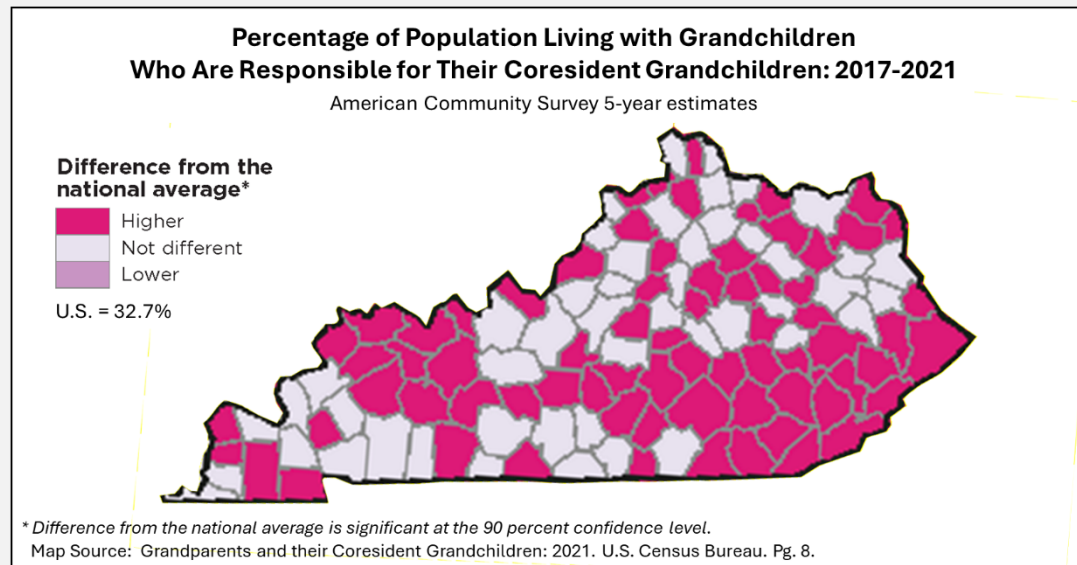 Percentage of Population Living with Grandchildren
Who Are Responsible for Their Coresident Grandchildren: 2017-2021
American Community Survey 5-year estimates
Difference from the
national average*
Higher
Not different
Lower
U.S. = 32.7%
* Difference from the national average is significant at the 90 percent confidence level.
Map Source: Grandparents and their Coresident Grandchildren: 2021. U.S. Census Bureau. Pg. 8.